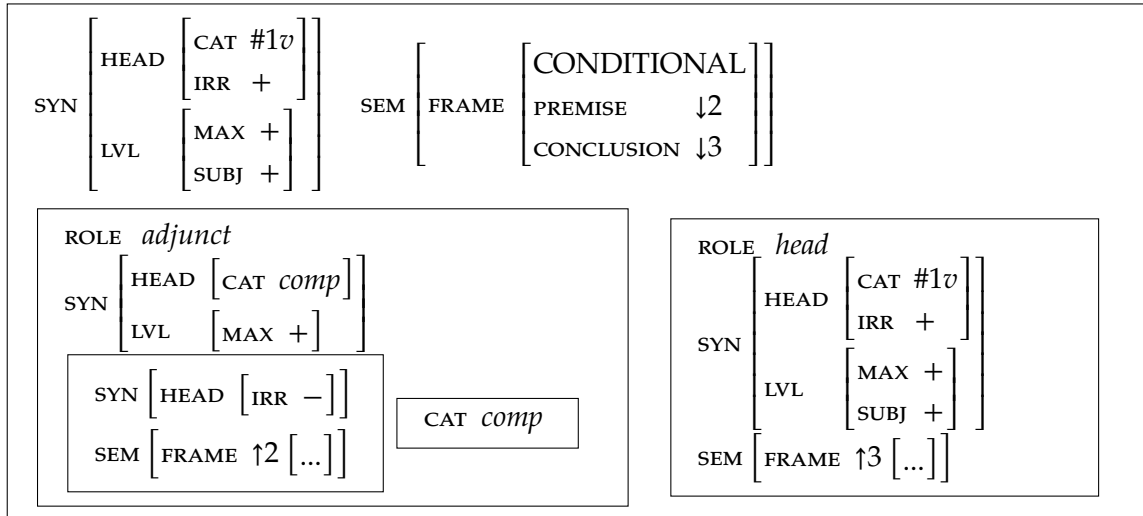 SYN [HEAD [CAT #1v
IRR +]
LVL [MAX +
SUBJ +]]
SEM [FRAME [CONDITIONAL
PREMISE ↓2
CONCLUSION ↓3]]
ROLE adjunct
SYN [HEAD [CAT comp]
LVL [MAX +]]
SYN [HEAD [IRR −]]
SEM [FRAME ↑2 [...]]
CAT comp
ROLE head
SYN [HEAD [CAT #1v
IRR +]
LVL [MAX +
SUBJ +]]
SEM [FRAME ↑3 [...]]